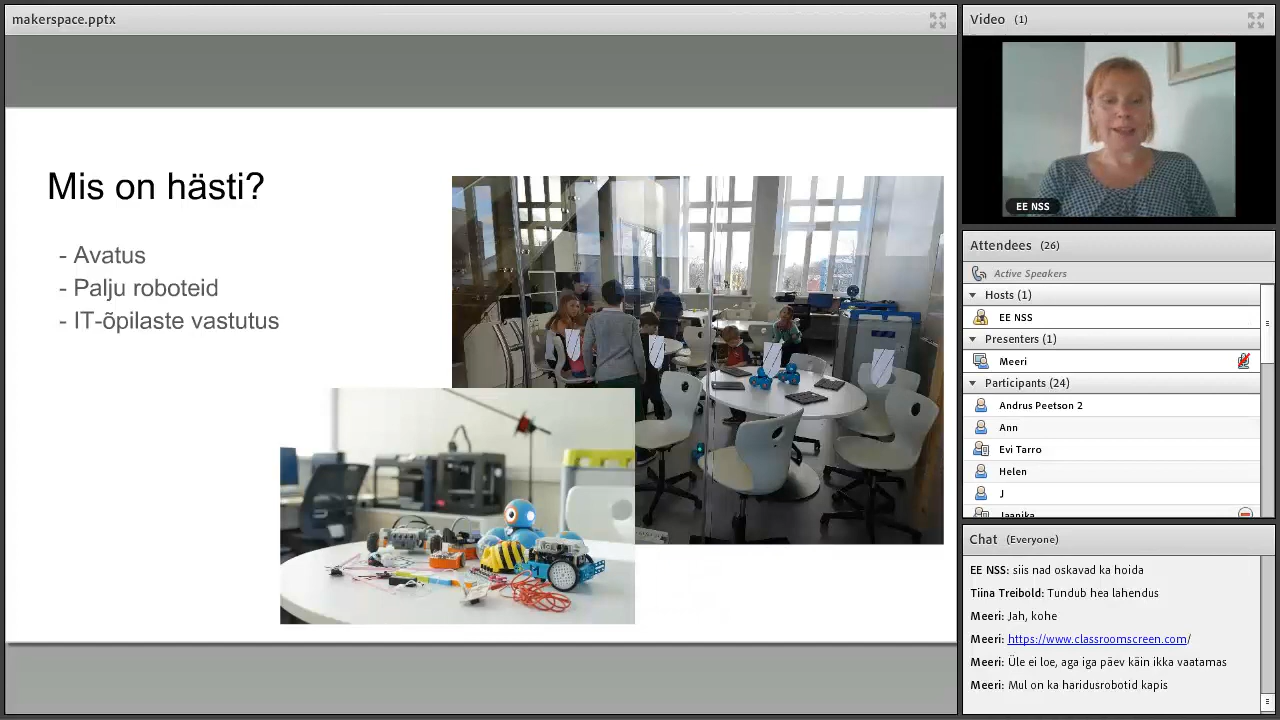 makerspace.pptx
Mis on hästi?
- Avatus
- Palju roboteid
- IT-õpilaste vastutus
Video (1)
EE NSS
Attendees (26)
Active Speakers
Hosts (1)
EE NSS
Presenters (1)
Meeri
Participants (24)
Andrus Peetson 2
Ann
Evi Tarro
Helen
J
Jaanika
Chat (Everyone)
EE NSS: siis nad oskavad ka hoida
Tiina Treibold: Tundub hea lahendus
Meeri: Jah, kohe
Meeri: https://www.classroomscreen.com/
Meeri: Üle ei loe, aga iga päev käin ikka vaatamas
Meeri: Mul on ka haridusrobotid kapis